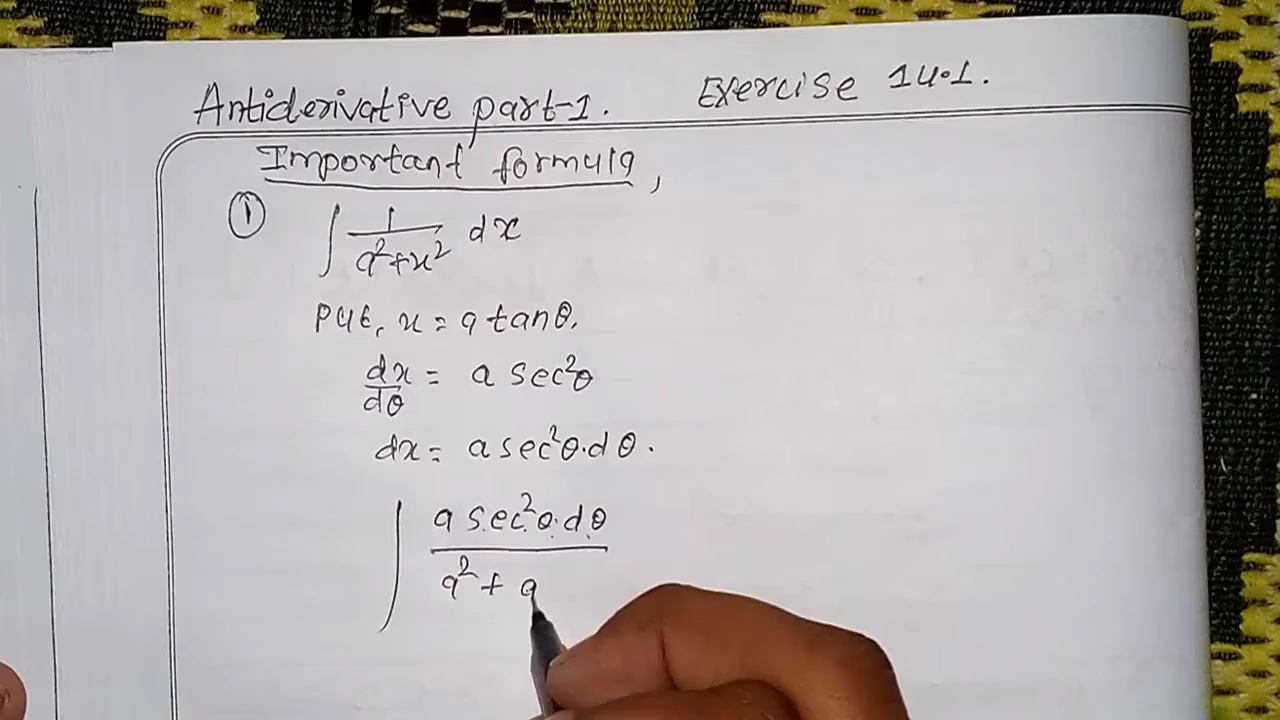 Antiderivative part-1. Exercise 14.1.
Important formula,
① ∫ 1/(a²+x²) dx
put, x = a tanθ.
dx/dθ = a sec²θ
dx = a sec²θ.dθ.
∫ a sec²θ.dθ / a² + a